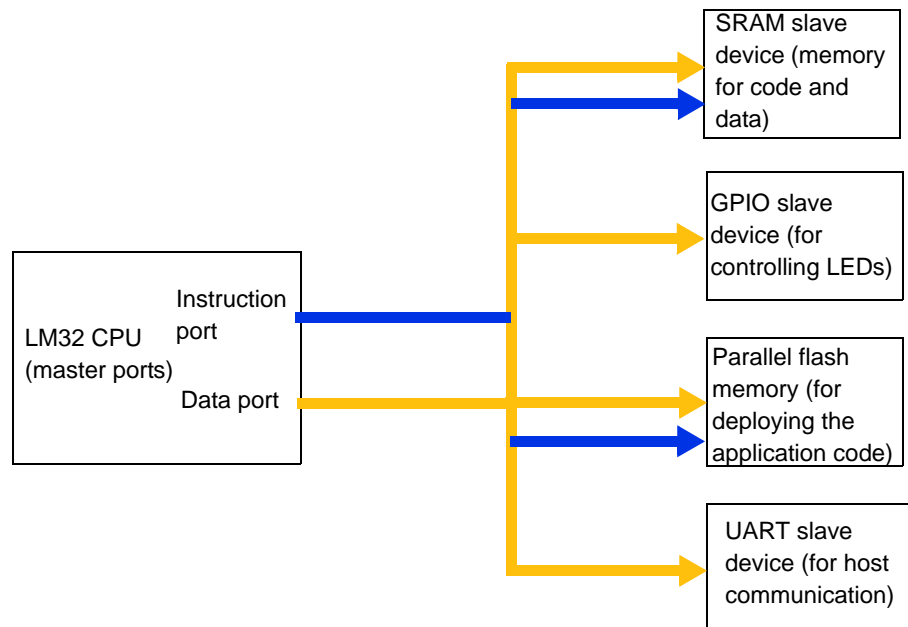 SRAM slave
device (memory
for code and
data)
GPIO slave
device (for
controlling LEDs)
Instruction
port
LM32 CPU
(master ports)
Data port
Parallel flash
memory (for
deploying the
application code)
UART slave
device (for host
communication)